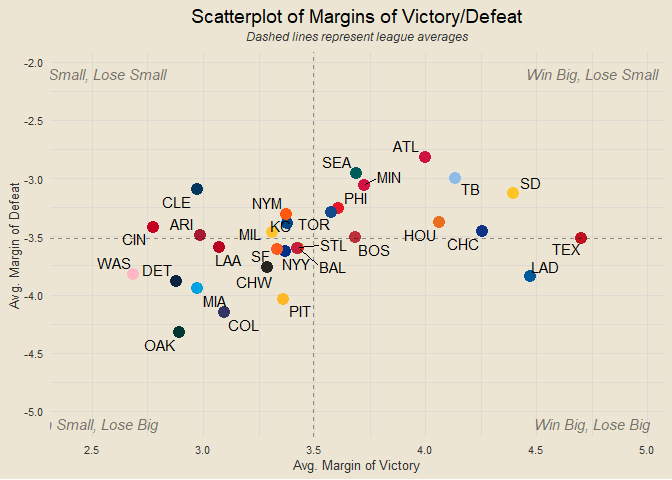 Scatterplot of Margins of Victory/Defeat
Dashed lines represent league averages
-2.0
Small, Lose Small
Win Big, Lose Small
-2.5
ATL
SEA
MIN
-3.0
TB
SD
CLE
PHI
NYM
KC
TOR
ARI
MIL
HOU
CIN
-3.5
STL
CHC
BOS
TEX
LAA
SF
NYY
BAL
WAS
DET
CHW
LAD
-4.0
MIA
PIT
COL
OAK
-4.5
-5.0
Small, Lose Big
Win Big, Lose Big
2.5
3.0
3.5
4.0
4.5
5.0
Avg. Margin of Victory
Avg. Margin of Defeat